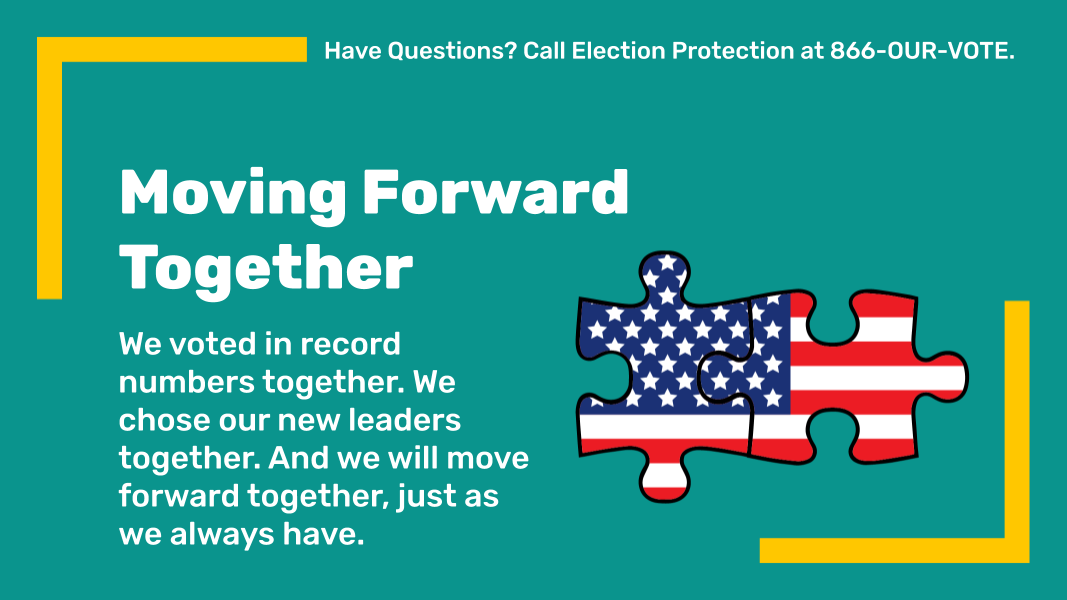 Have Questions? Call Election Protection at 866-OUR-VOTE.
Moving Forward
Together
We voted in record
numbers together. We
chose our new leaders
together. And we will move
forward together, just as
we always have.